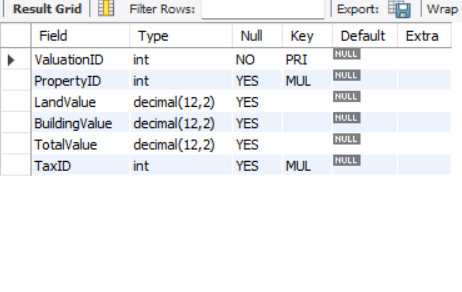 Result Grid Filter Rows: Export: Wrap
Field Type Null Key Default Extra
ValuationID int NO PRI NULL
PropertyID int YES MUL NULL
LandValue decimal(12,2) YES NULL
BuildingValue decimal(12,2) YES NULL
TotalValue decimal(12,2) YES NULL
TaxID int YES MUL NULL